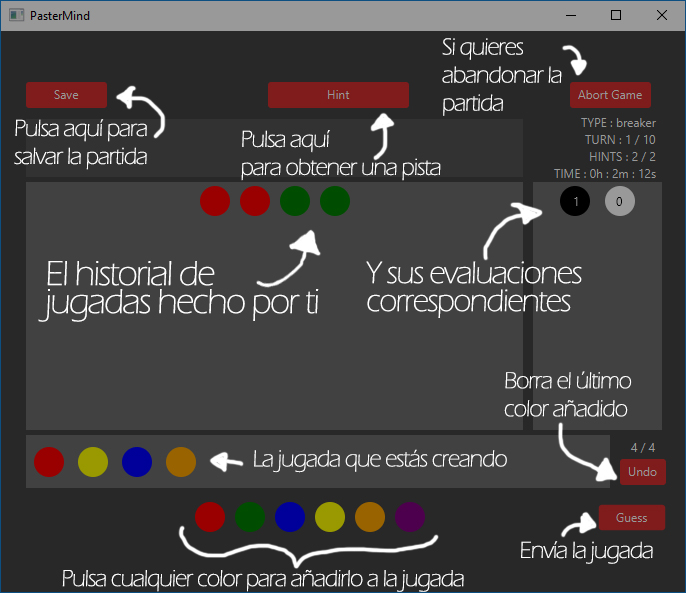 PasterMind
Si quieres
abandonar la
partida
Save
Hint
Abort Game
Pulsa aquí para
salvar la partida
Pulsa aquí
para obtener una pista
TYPE : breaker
TURN : 1 / 10
HINTS : 2 / 2
TIME : 0h : 2m : 12s
1
0
El historial de
jugadas hecho por ti
Y sus evaluaciones
correspondientes
Borra el último
color añadido
La jugada que estás creando
4 / 4
Undo
Guess
Envía la jugada
Pulsa cualquier color para añadirlo a la jugada